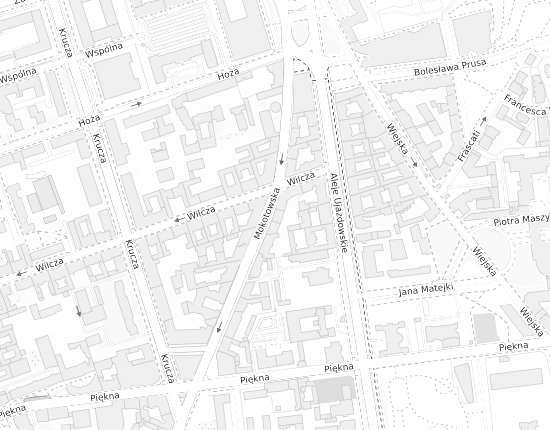 Krucza
Wspólna
Wspólna
Hoża
Hoża
Bolesława Prusa
Francesca
Krucza
Wiejska
Frascati
Wilcza
Wilcza
Mokotowska
Aleje Ujazdowskie
Piotra Maszy
Krucza
Wilcza
Wiejska
Jana Matejki
Wiejska
Piękna
Krucza
Piękna
Piękna
Piękna
Piękna